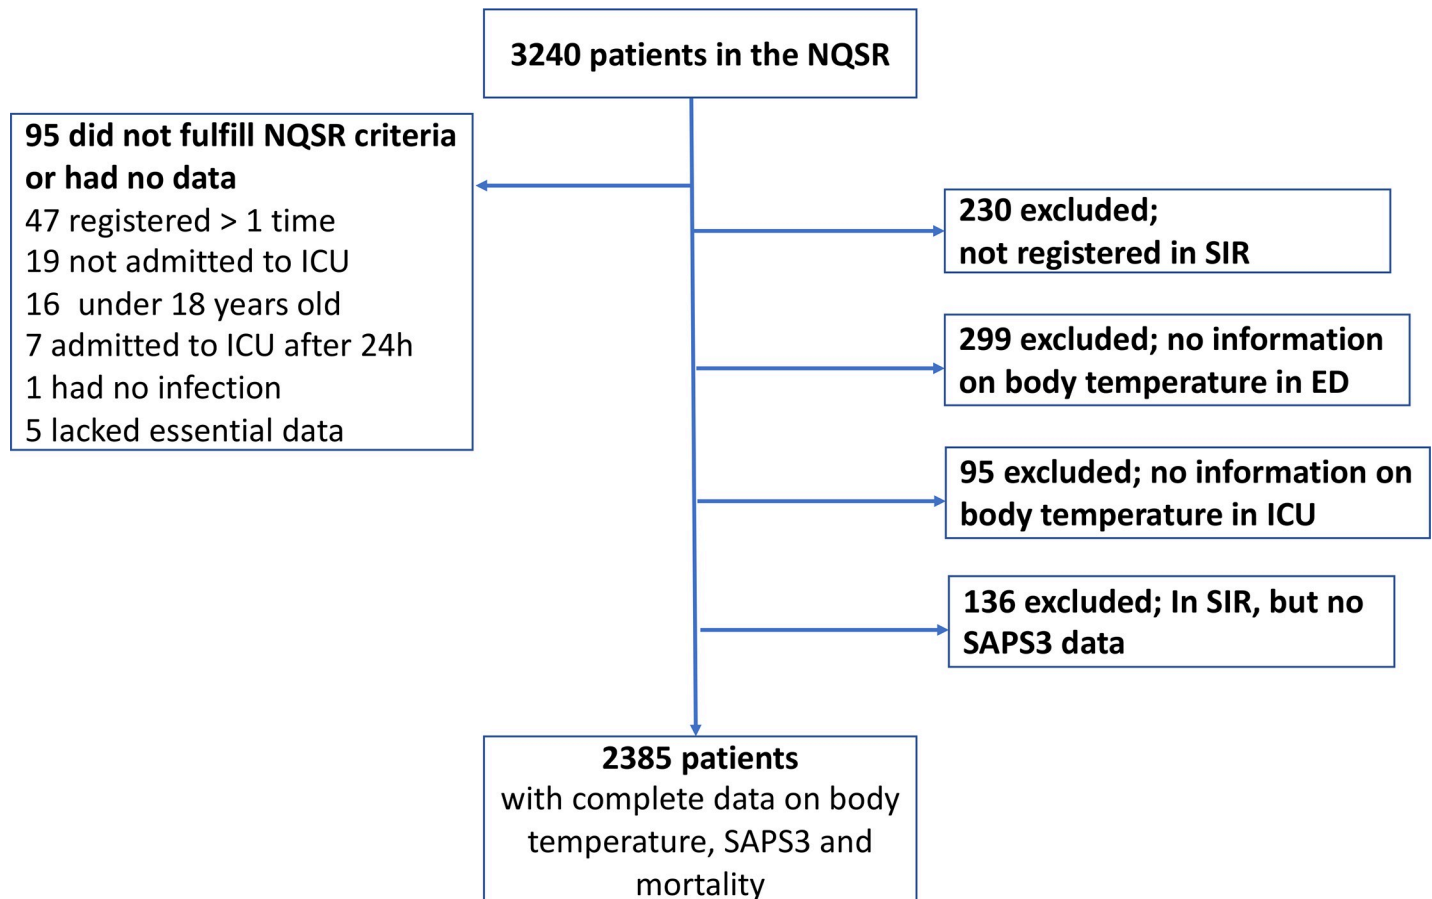 3240 patients in the NQSR
95 did not fulfill NQSR criteria
or had no data
47 registered > 1 time
19 not admitted to ICU
16 under 18 years old
7 admitted to ICU after 24h
1 had no infection
5 lacked essential data
230 excluded;
not registered in SIR
299 excluded; no information
on body temperature in ED
95 excluded; no information on
body temperature in ICU
136 excluded; In SIR, but no
SAPS3 data
2385 patients
with complete data on body
temperature, SAPS3 and
mortality